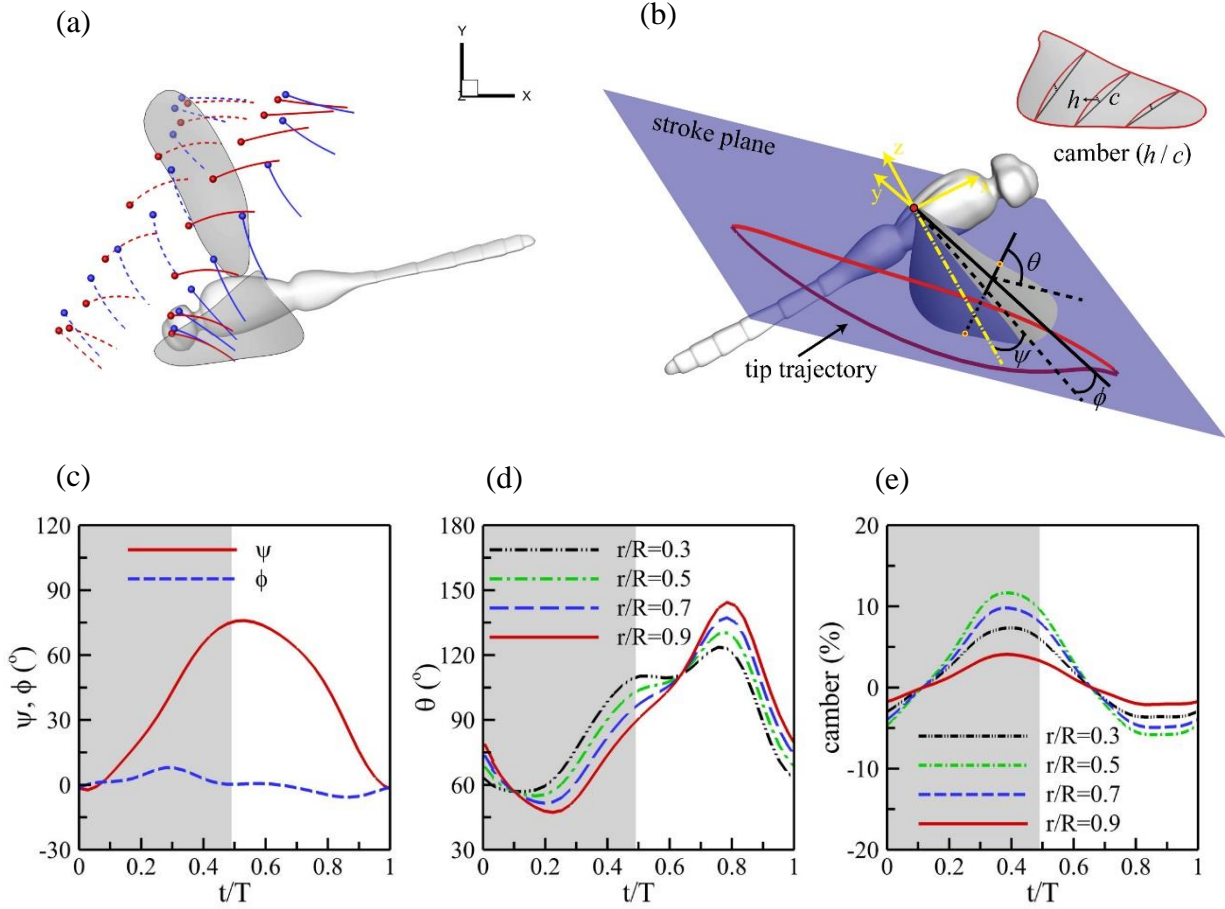 (a)
Y
Z
X
(b)
stroke plane
z
y
x
θ
ψ
ϕ
tip trajectory
h
c
camber (h / c)
(c)
120
90
60
30
0
-30
ψ, ϕ (°)
ψ
ϕ
0
0.2
0.4
0.6
0.8
1
t/T
(d)
180
150
120
90
60
30
θ (°)
r/R=0.3
r/R=0.5
r/R=0.7
r/R=0.9
0
0.2
0.4
0.6
0.8
1
t/T
(e)
20
10
0
-10
-20
camber (%)
r/R=0.3
r/R=0.5
r/R=0.7
r/R=0.9
0
0.2
0.4
0.6
0.8
1
t/T